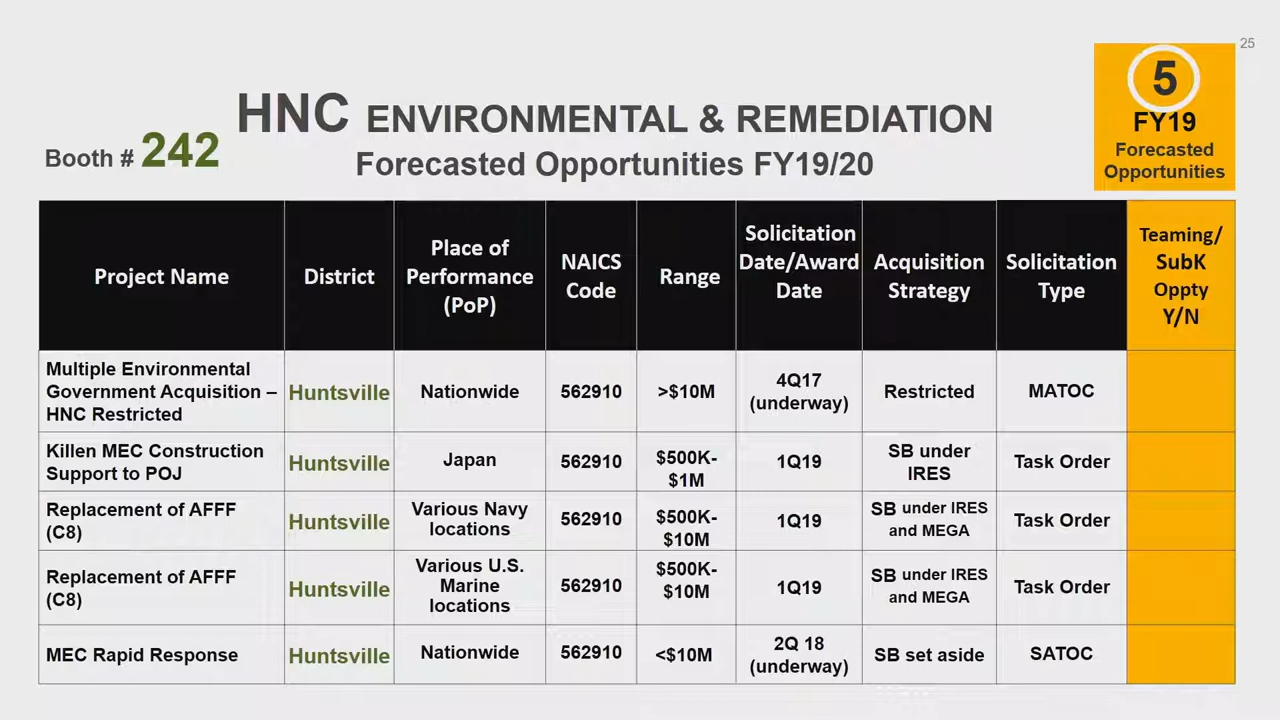 25
5
FY19
Forecasted
Opportunities
HNC ENVIRONMENTAL & REMEDIATION
Booth # 242
Forecasted Opportunities FY19/20
Project Name
District
Place of
Performance
(PoP)
NAICS
Code
Range
Solicitation
Date/Award
Date
Acquisition
Strategy
Solicitation
Type
Teaming/
SubK
Oppty
Y/N
Multiple Environmental
Government Acquisition –
HNC Restricted
Huntsville
Nationwide
562910
>$10M
4Q17
(underway)
Restricted
MATOC
Killen MEC Construction
Support to POJ
Huntsville
Japan
562910
$500K-
$1M
1Q19
SB under
IRES
Task Order
Replacement of AFFF
(C8)
Huntsville
Various Navy
locations
562910
$500K-
$10M
1Q19
SB under IRES
and MEGA
Task Order
Replacement of AFFF
(C8)
Huntsville
Various U.S.
Marine
locations
562910
$500K-
$10M
1Q19
SB under IRES
and MEGA
Task Order
MEC Rapid Response
Huntsville
Nationwide
562910
<$10M
2Q 18
(underway)
SB set aside
SATOC